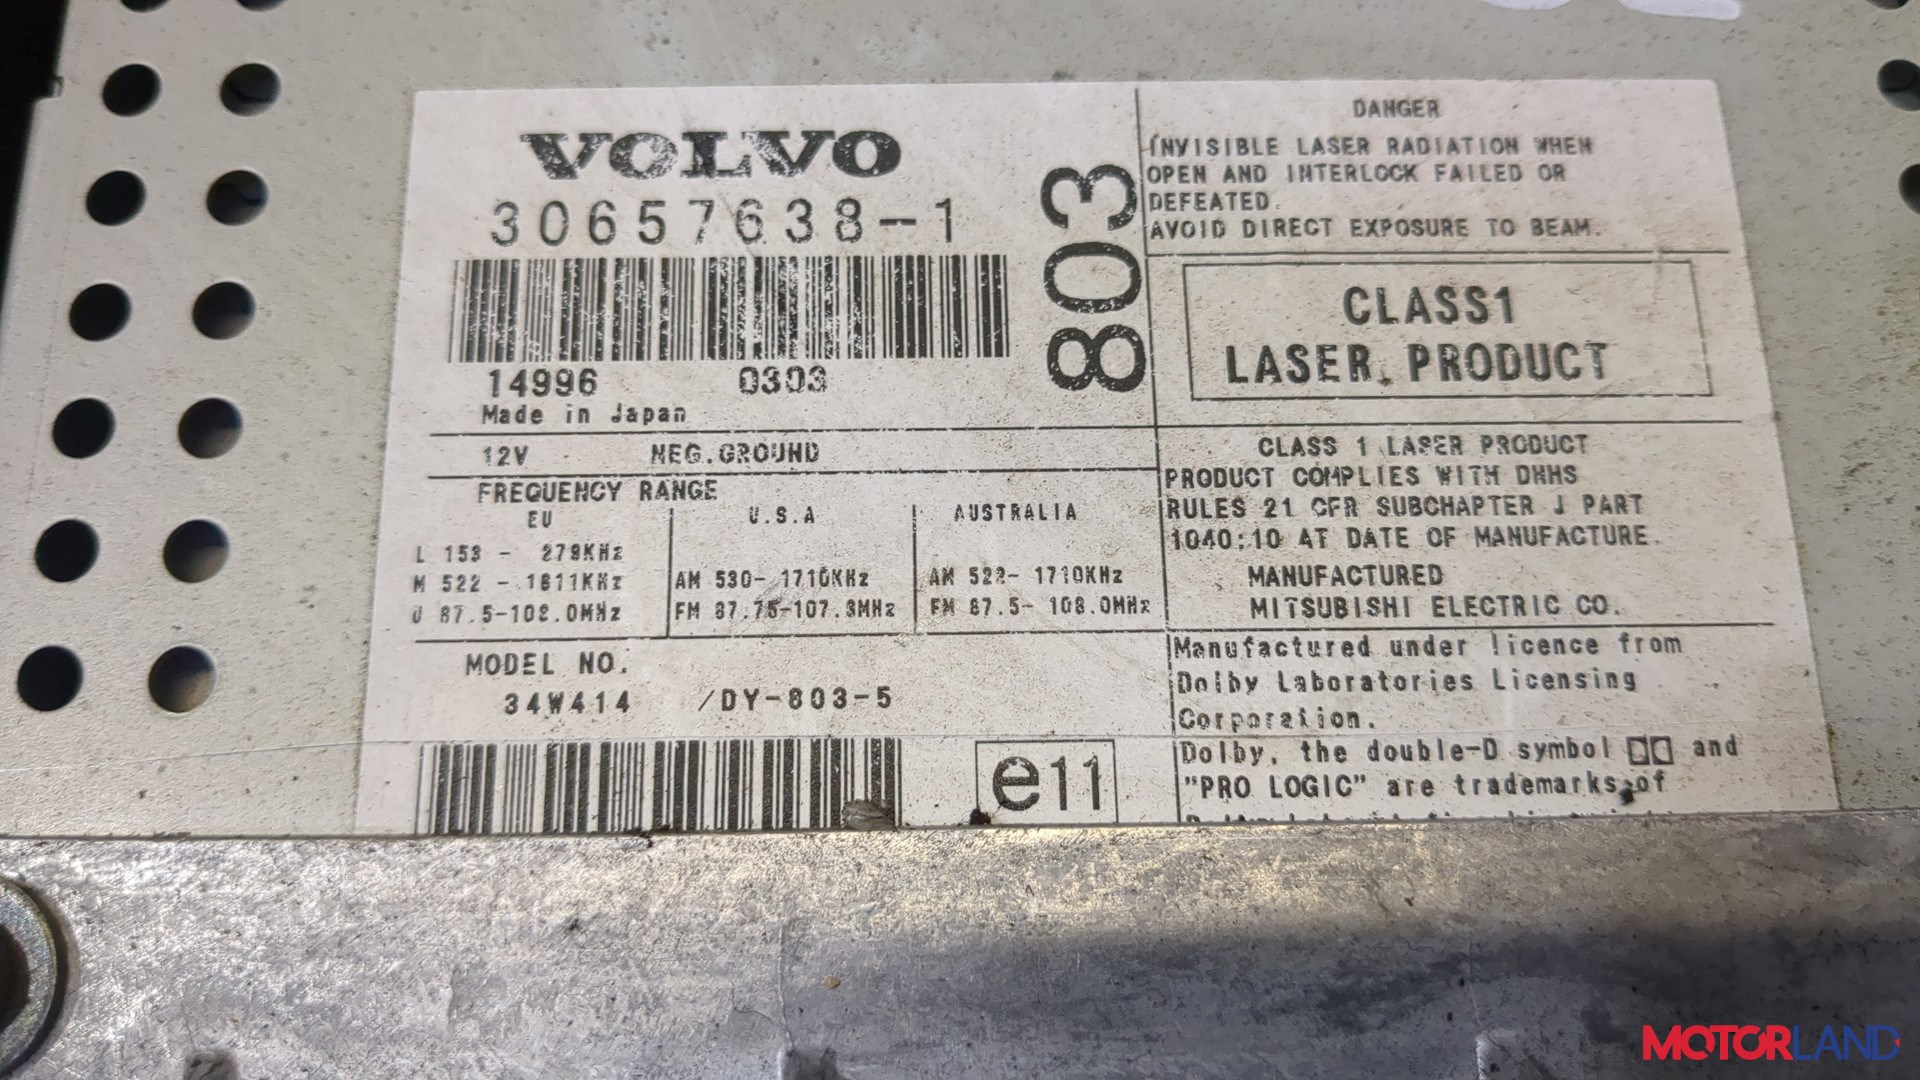 VOLVO
30657638-1
14996 0303
Made in Japan
803
12V NEG.GROUND
FREQUENCY RANGE
EU
L 153 - 279KHz
M 522 - 1611KHz
U 87.5-108.0MHz
U.S.A
AM 530- 1710KHz
FM 87.75-107.9MHz
AUSTRALIA
AM 522- 1710KHz
FM 87.5- 108.0MHz
MODEL NO.
34W414 /DY-803-5
e11
DANGER
INVISIBLE LASER RADIATION WHEN
OPEN AND INTERLOCK FAILED OR
DEFEATED.
AVOID DIRECT EXPOSURE TO BEAM.
CLASS1
LASER PRODUCT
CLASS 1 LASER PRODUCT
PRODUCT COMPLIES WITH DHHS
RULES 21 CFR SUBCHAPTER J PART
1040:10 AT DATE OF MANUFACTURE.
MANUFACTURED
MITSUBISHI ELECTRIC CO.
Manufactured under licence from
Dolby Laboratories Licensing
Corporation.
Dolby, the double-D symbol and
"PRO LOGIC" are trademarks of
MOTORLAND